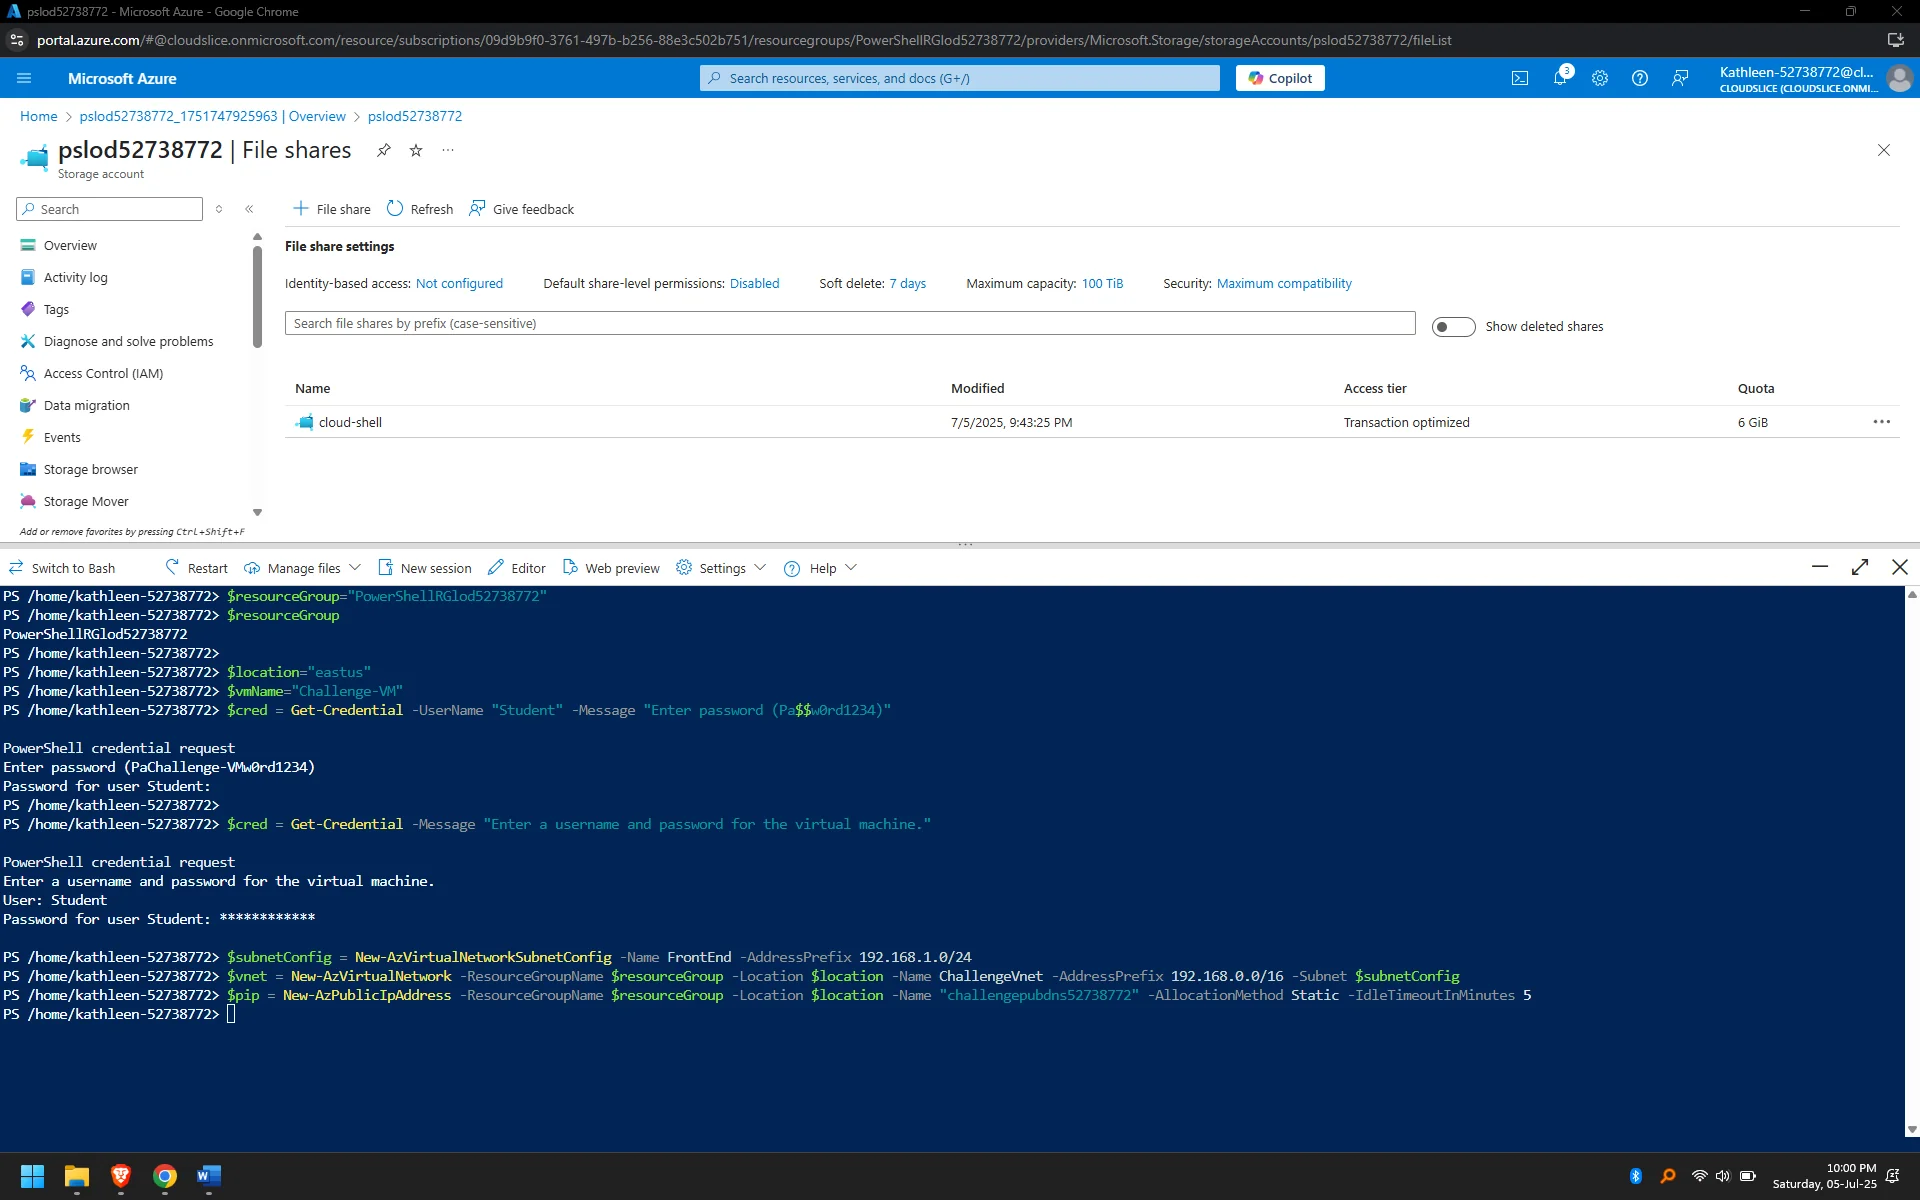 pslod52738772 - Microsoft Azure - Google Chrome
portal.azure.com/#@cloudslice.onmicrosoft.com/resource/subscriptions/09d9b9f0-3761-497b-b256-88e3c502b751/resourcegroups/PowerShellRGlod52738772/providers/Microsoft.Storage/storageAccounts/pslod52738772/fileList
Microsoft Azure
Search resources, services, and docs (G+/)
Copilot
3
Kathleen-52738772@cl...
CLOUDSLICE (CLOUDSLICE.ONMI...
Home > pslod52738772_1751747925963 | Overview > pslod52738772
pslod52738772 | File shares
Storage account
Search
File share
Refresh
Give feedback
Overview
Activity log
Tags
Diagnose and solve problems
Access Control (IAM)
Data migration
Events
Storage browser
Storage Mover
Add or remove favorites by pressing Ctrl+Shift+F
File share settings
Identity-based access: Not configured
Default share-level permissions: Disabled
Soft delete: 7 days
Maximum capacity: 100 TiB
Security: Maximum compatibility
Search file shares by prefix (case-sensitive)
Show deleted shares
Name Modified Access tier Quota
cloud-shell 7/5/2025, 9:43:25 PM Transaction optimized 6 GiB
Switch to Bash
Restart
Manage files
New session
Editor
Web preview
Settings
Help
PS /home/kathleen-52738772> $resourceGroup="PowerShellRGlod52738772"
PS /home/kathleen-52738772> $resourceGroup
PowerShellRGlod52738772
PS /home/kathleen-52738772>
PS /home/kathleen-52738772> $location="eastus"
PS /home/kathleen-52738772> $vmName="Challenge-VM"
PS /home/kathleen-52738772> $cred = Get-Credential -UserName "Student" -Message "Enter password (Pa$$w0rd1234)"
PowerShell credential request
Enter password (PaChallenge-VMw0rd1234)
Password for user Student:
PS /home/kathleen-52738772>
PS /home/kathleen-52738772> $cred = Get-Credential -Message "Enter a username and password for the virtual machine."
PowerShell credential request
Enter a username and password for the virtual machine.
User: Student
Password for user Student: ************
PS /home/kathleen-52738772> $subnetConfig = New-AzVirtualNetworkSubnetConfig -Name FrontEnd -AddressPrefix 192.168.1.0/24
PS /home/kathleen-52738772> $vnet = New-AzVirtualNetwork -ResourceGroupName $resourceGroup -Location $location -Name ChallengeVnet -AddressPrefix 192.168.0.0/16 -Subnet $subnetConfig
PS /home/kathleen-52738772> $pip = New-AzPublicIpAddress -ResourceGroupName $resourceGroup -Location $location -Name "challengepubdns52738772" -AllocationMethod Static -IdleTimeoutInMinutes 5
PS /home/kathleen-52738772>
10:00 PM
Saturday, 05-Jul-25